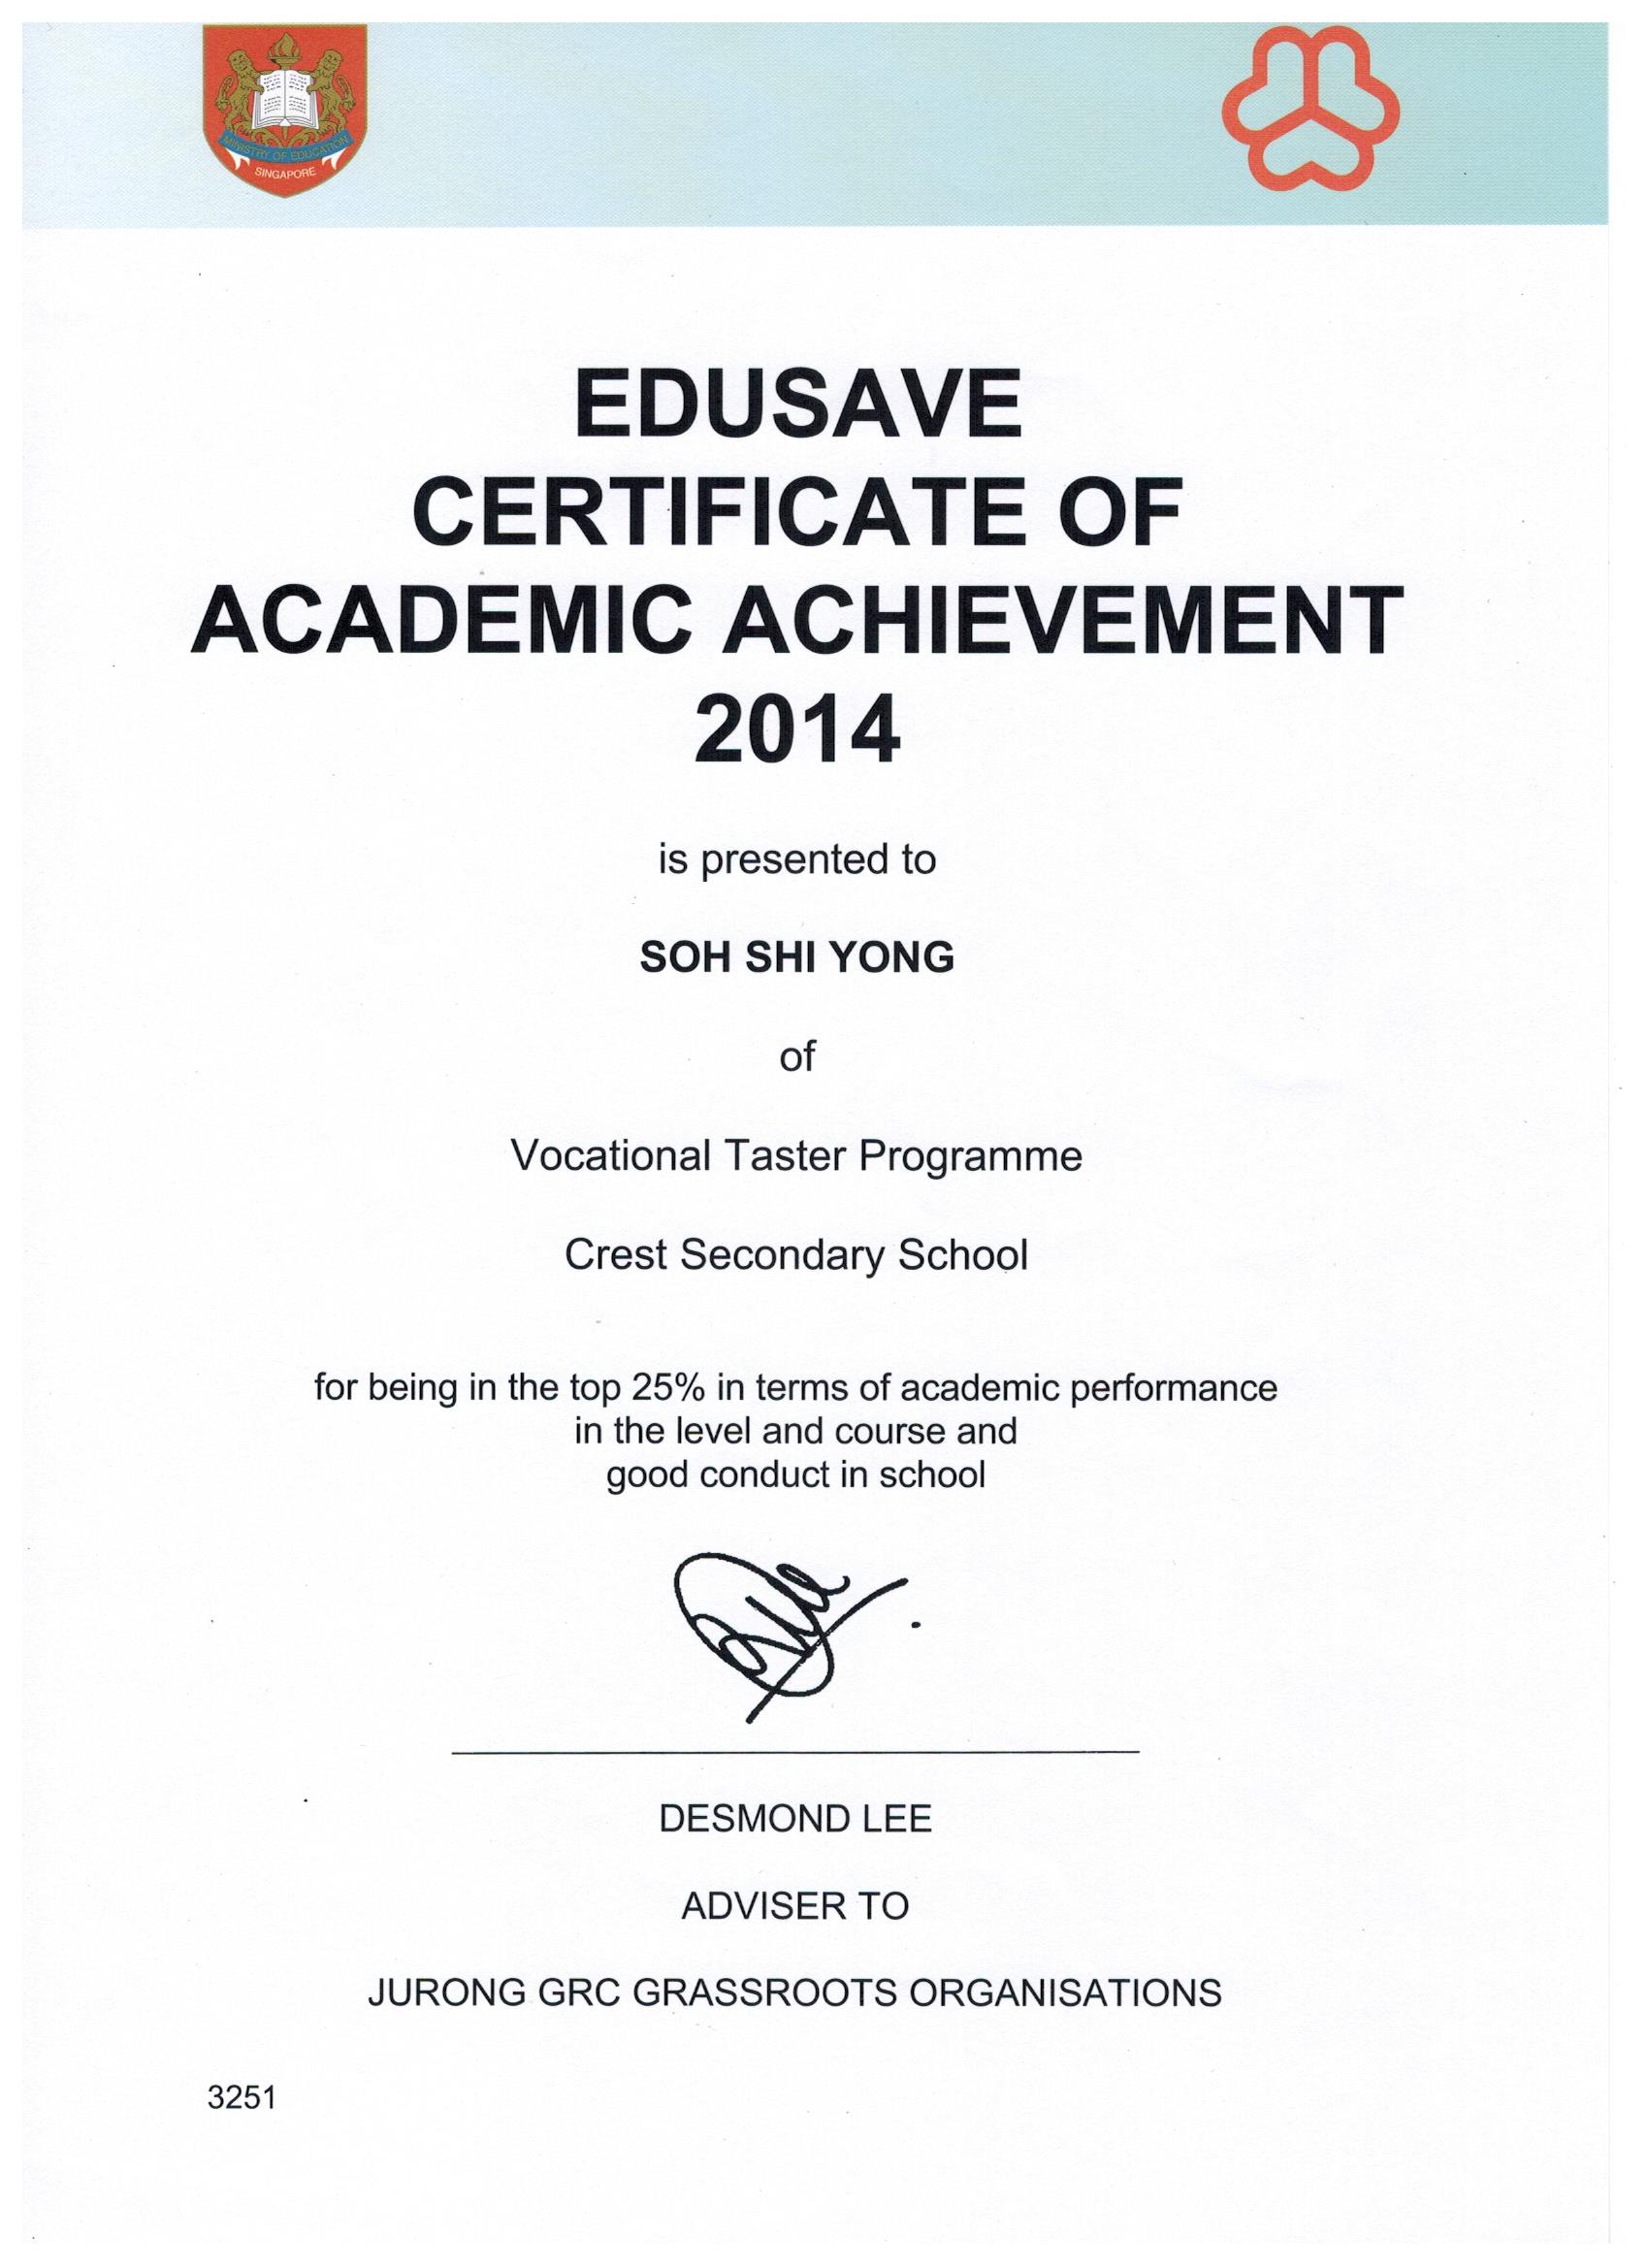 MINISTRY OF EDUCATION
SINGAPORE
EDUSAVE
CERTIFICATE OF
ACADEMIC ACHIEVEMENT
2014
is presented to
SOH SHI YONG
of
Vocational Taster Programme
Crest Secondary School
for being in the top 25% in terms of academic performance
in the level and course and
good conduct in school
DESMOND LEE
ADVISER TO
JURONG GRC GRASSROOTS ORGANISATIONS
3251